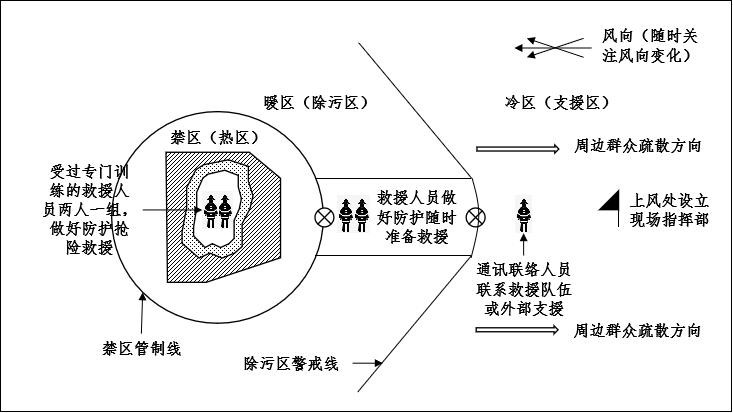 风向（随时关
注风向变化）
暖区（除污区）
冷区（支援区）
禁区（热区）
周边群众疏散方向
受过专门训
练的救援人
员两人一组，
做好防护抢
险救援
救援人员做
好防护随时
准备救援
上风处设立
现场指挥部
通讯联络人员
联系救援队伍
或外部支援
周边群众疏散方向
禁区管制线
除污区警戒线